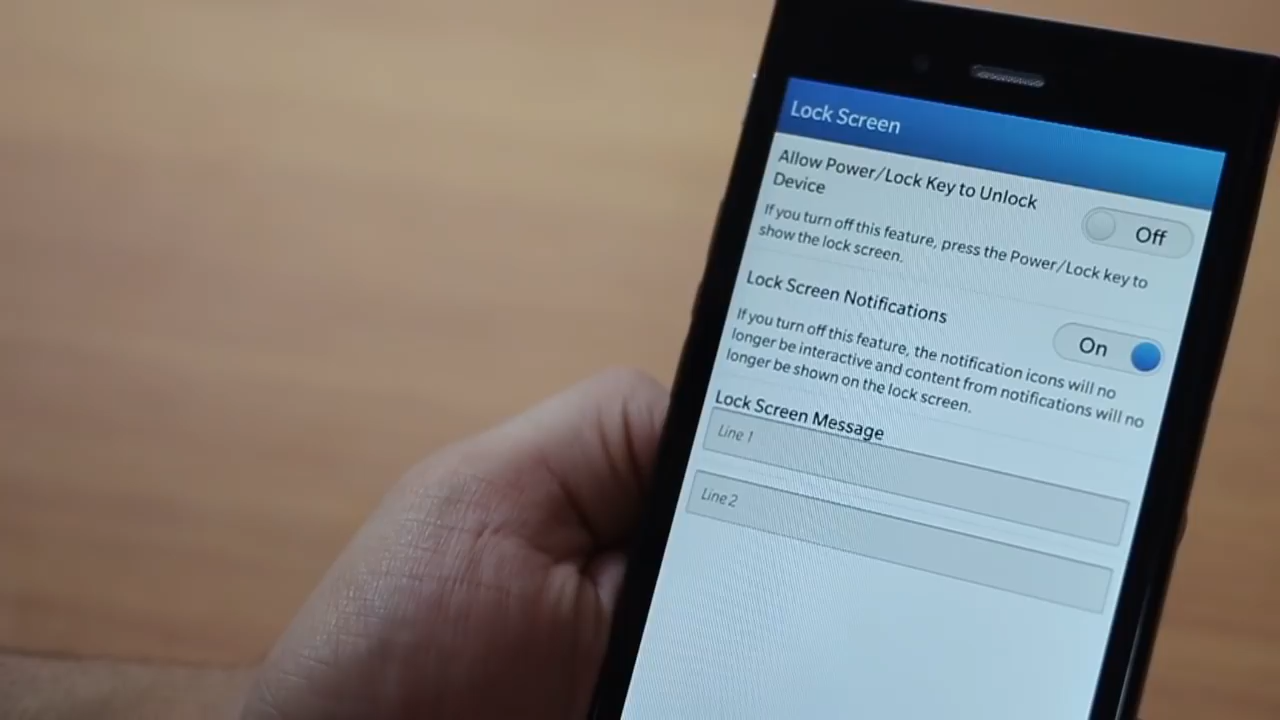 Lock Screen
Allow Power/Lock Key to Unlock
Device
Off
If you turn off this feature, press the Power/Lock key to
show the lock screen.
Lock Screen Notifications
On
If you turn off this feature, the notification icons will no
longer be interactive and content from notifications will no
longer be shown on the lock screen.
Lock Screen Message
Line 1
Line 2